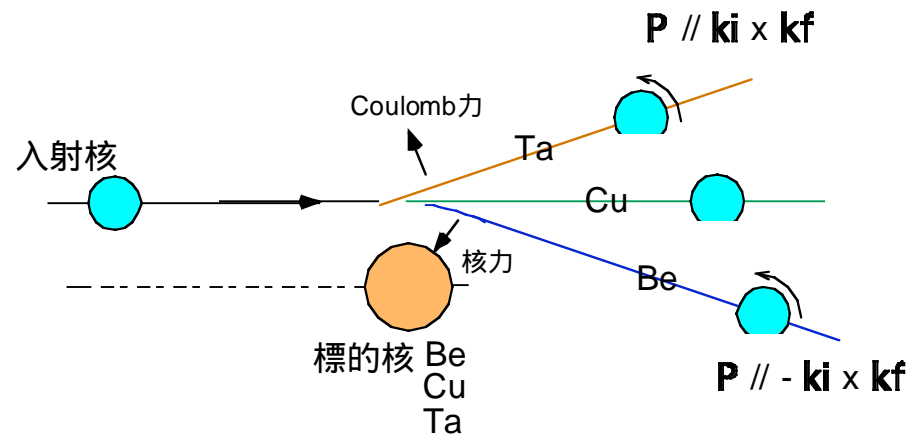 P // ki x kf
Coulomb力
Ta
入射核
Cu
核力
Be
標的核 Be
Cu
Ta
P // - ki x kf